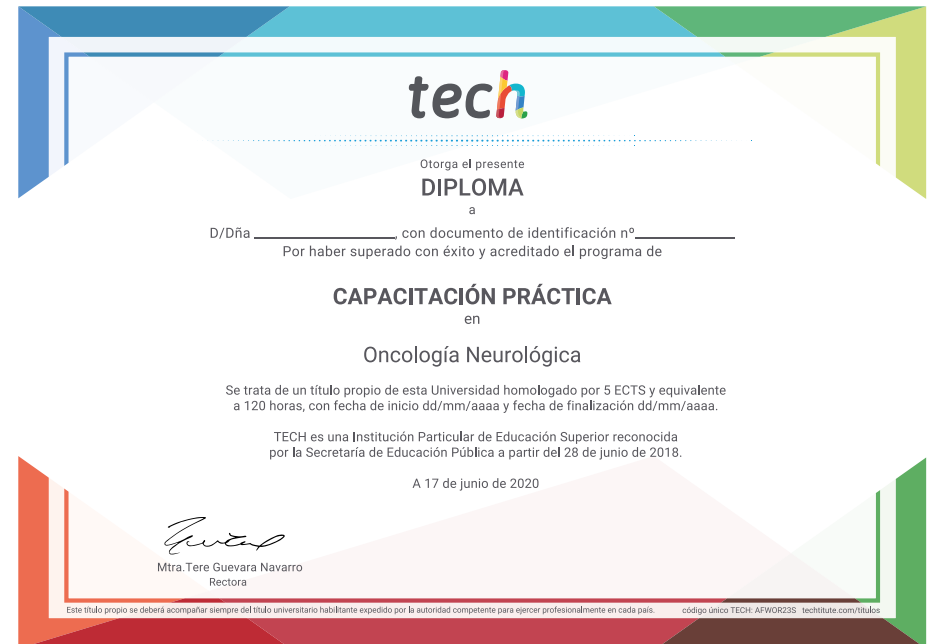 tech
Otorga el presente
DIPLOMA
a
D/Dña ____________________, con documento de identificación nº______________
Por haber superado con éxito y acreditado el programa de
CAPACITACIÓN PRÁCTICA
en
Oncología Neurológica
Se trata de un título propio de esta Universidad homologado por 5 ECTS y equivalente
a 120 horas, con fecha de inicio dd/mm/aaaa y fecha de finalización dd/mm/aaaa.
TECH es una Institución Particular de Educación Superior reconocida
por la Secretaría de Educación Pública a partir del 28 de junio de 2018.
A 17 de junio de 2020
Mtra.Tere Guevara Navarro
Rectora
Este título propio se deberá acompañar siempre del título universitario habilitante expedido por la autoridad competente para ejercer profesionalmente en cada país. código único TECH: AFWOR23S techtitute.com/titulos